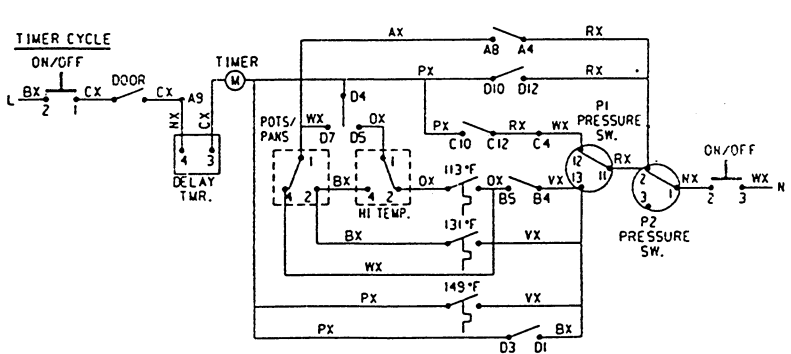 TIMER CYCLE
ON/OFF
L
BX
2
1
CX
DOOR
CX
A9
NX
CX
4
3
DELAY
TMR.
TIMER
M
AX
A8
A4
RX
PX
D10
D12
RX
D4
POTS/
PANS
WX
D7
D5
OX
PX
C10
C12
RX
C4
WX
P1
PRESSURE
SW.
12
11
13
RX
1
4
2
BX
1
4
2
HI TEMP.
OX
113°F
OX
B5
B4
VX
2
1
3
P2
PRESSURE
SW.
NX
ON/OFF
2
3
WX
N
BX
131°F
VX
WX
PX
149°F
VX
PX
D3
D1
BX